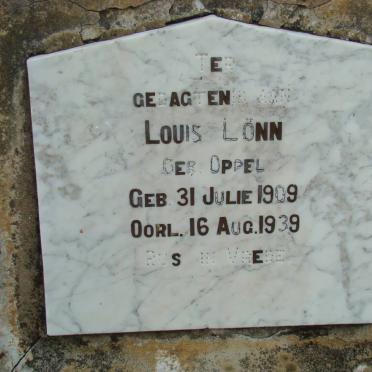 TER
GEDAGTENIS AAN
LOUIS LÖNN
GEB. OPPEL
GEB. 31 JULIE 1909
OORL. 16 AUG. 1939
RUS IN VREDE